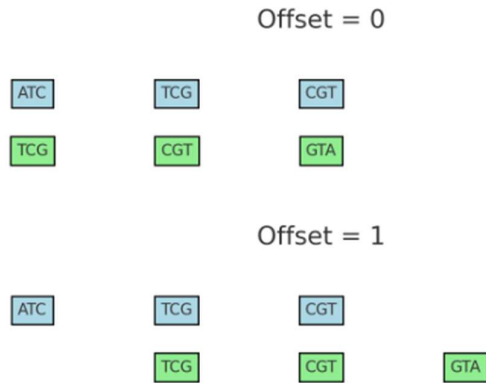 Offset = 0
ATC TCG CGT
TCG CGT GTA
Offset = 1
ATC TCG CGT
TCG CGT GTA